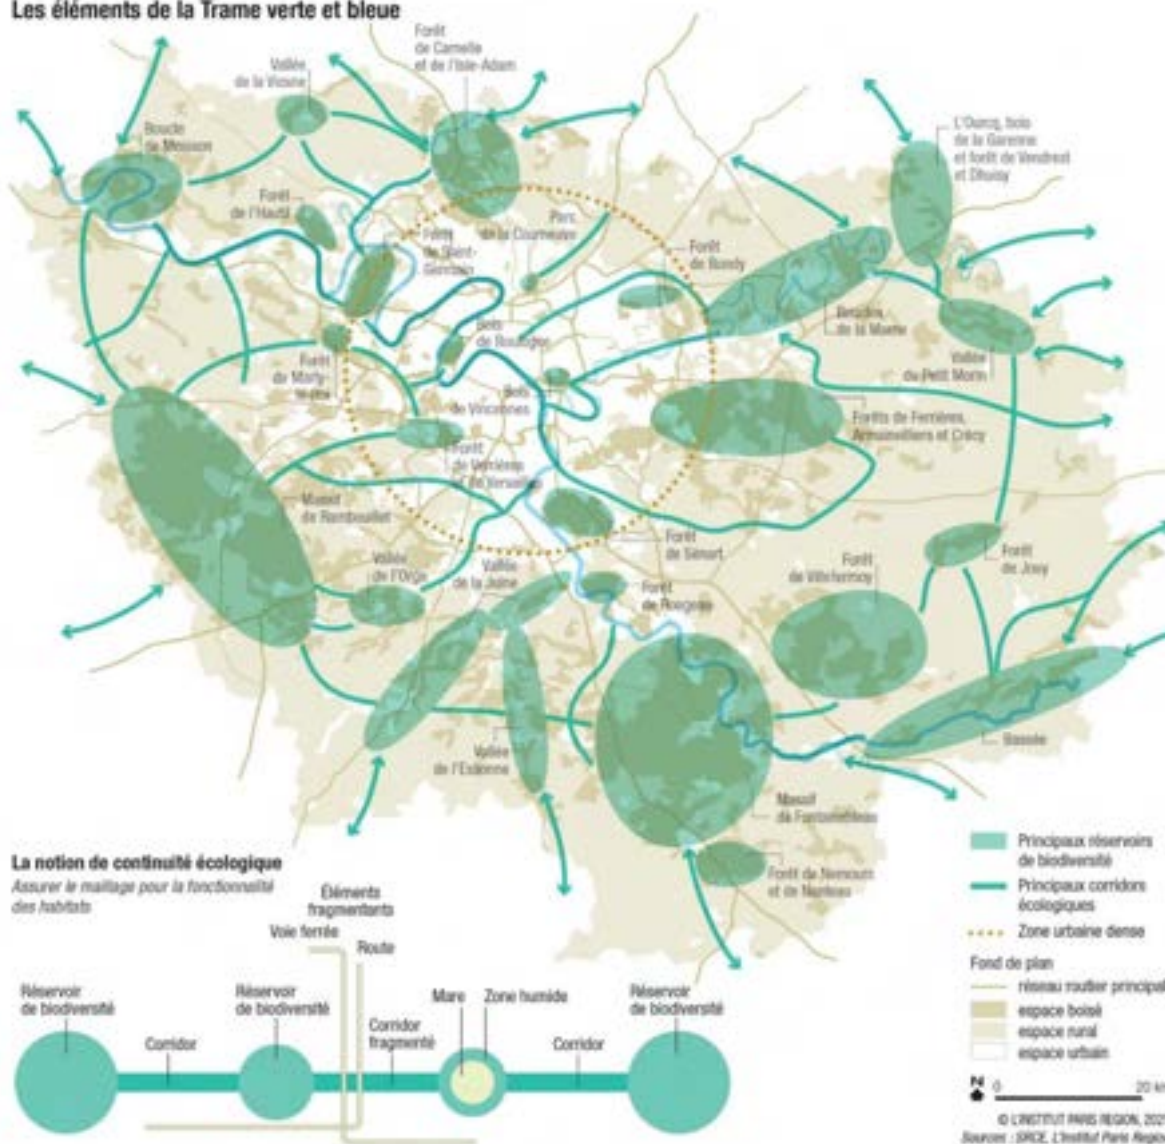 Les éléments de la Trame verte et bleue
Forêt
de Carnelle
et de l'Isle-Adam
Vallée
de la Viosne
Boucle
de Moisson
L'Ourcq, bois
de la Garenne
et forêt de Vendrest
et Dhuisy
Forêt
de l'Hautil
Parc
de la Courneuve
Forêt
de Saint-
Germain
Forêt
de Bondy
Boucles
de la Marne
Bois
de Boulogne
Vallée
du Petit Morin
Forêt
de Marly-
le-Roi
Bois
de Vincennes
Forêts de Ferrières,
Armainvilliers et Crécy
Forêt
de Verrières
et de Versailles
Massif
de Rambouillet
Forêt
de Sénart
Forêt
de Jouy
Vallée
de l'Orge
Vallée
de la Juine
Forêt
de Villefermoy
Forêt
de Rougeau
Bassée
Vallée
de l'Essonne
Massif
de Fontainebleau
Forêt de Nemours
et de Nanteau
Principaux réservoirs
de biodiversité
Principaux corridors
écologiques
Zone urbaine dense
Fond de plan
réseau routier principal
espace boisé
espace rural
espace urbain
N
0 20 km
© L'INSTITUT PARIS REGION, 202
Sources : SRCE, L'Institut Paris Region
La notion de continuité écologique
Assurer le maillage pour la fonctionnalité
des habitats
Éléments
fragmentants
Voie ferrée
Route
Réservoir
de biodiversité
Corridor
Réservoir
de biodiversité
Corridor
fragmenté
Mare
Zone humide
Corridor
Réservoir
de biodiversité